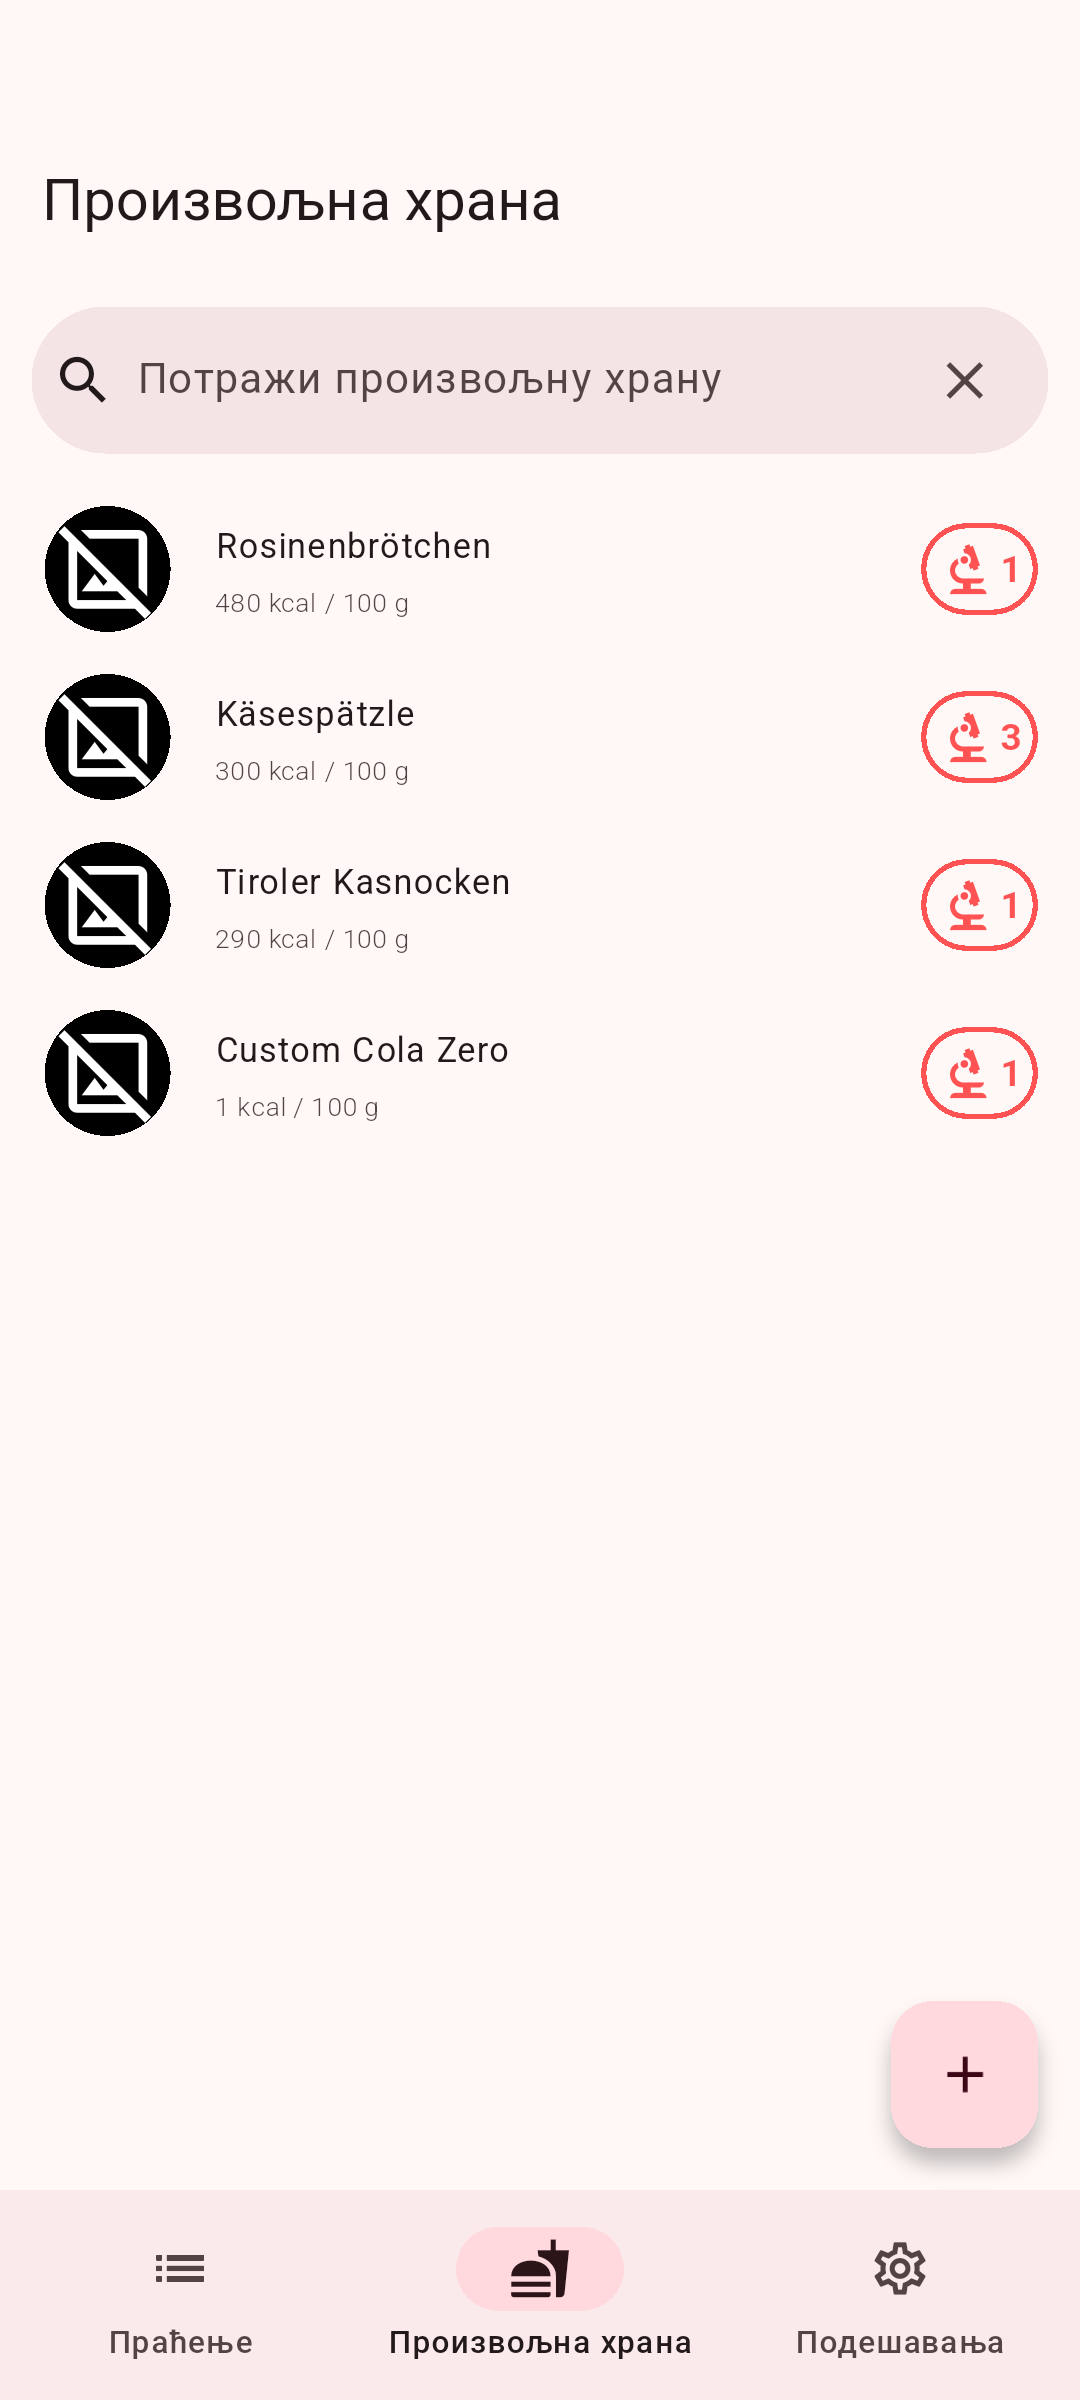 Произвољна храна
Потражи произвољну храну
Rosinenbrötchen
480 kcal / 100 g
1
Käsespätzle
300 kcal / 100 g
3
Tiroler Kasnocken
290 kcal / 100 g
1
Custom Cola Zero
1 kcal / 100 g
1
Праћење
Произвољна храна
Подешавања